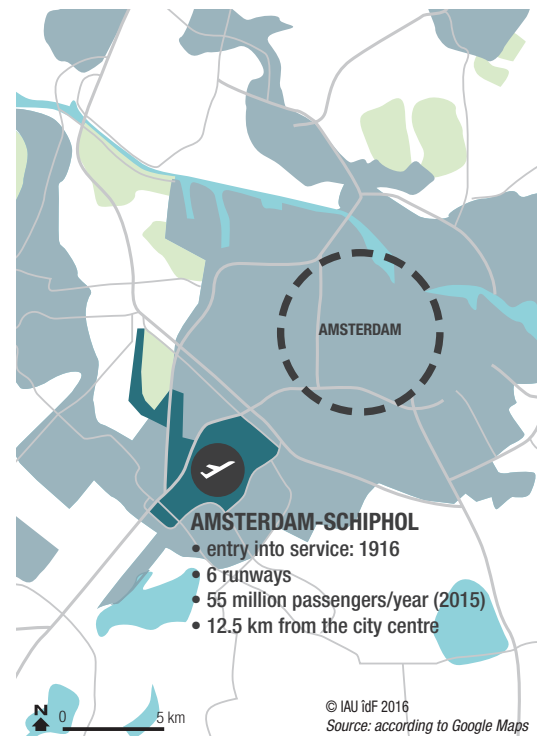 AMSTERDAM
AMSTERDAM-SCHIPHOL
• entry into service: 1916
• 6 runways
• 55 million passengers/year (2015)
• 12.5 km from the city centre
N
0 5 km
© IAU îdF 2016
Source: according to Google Maps